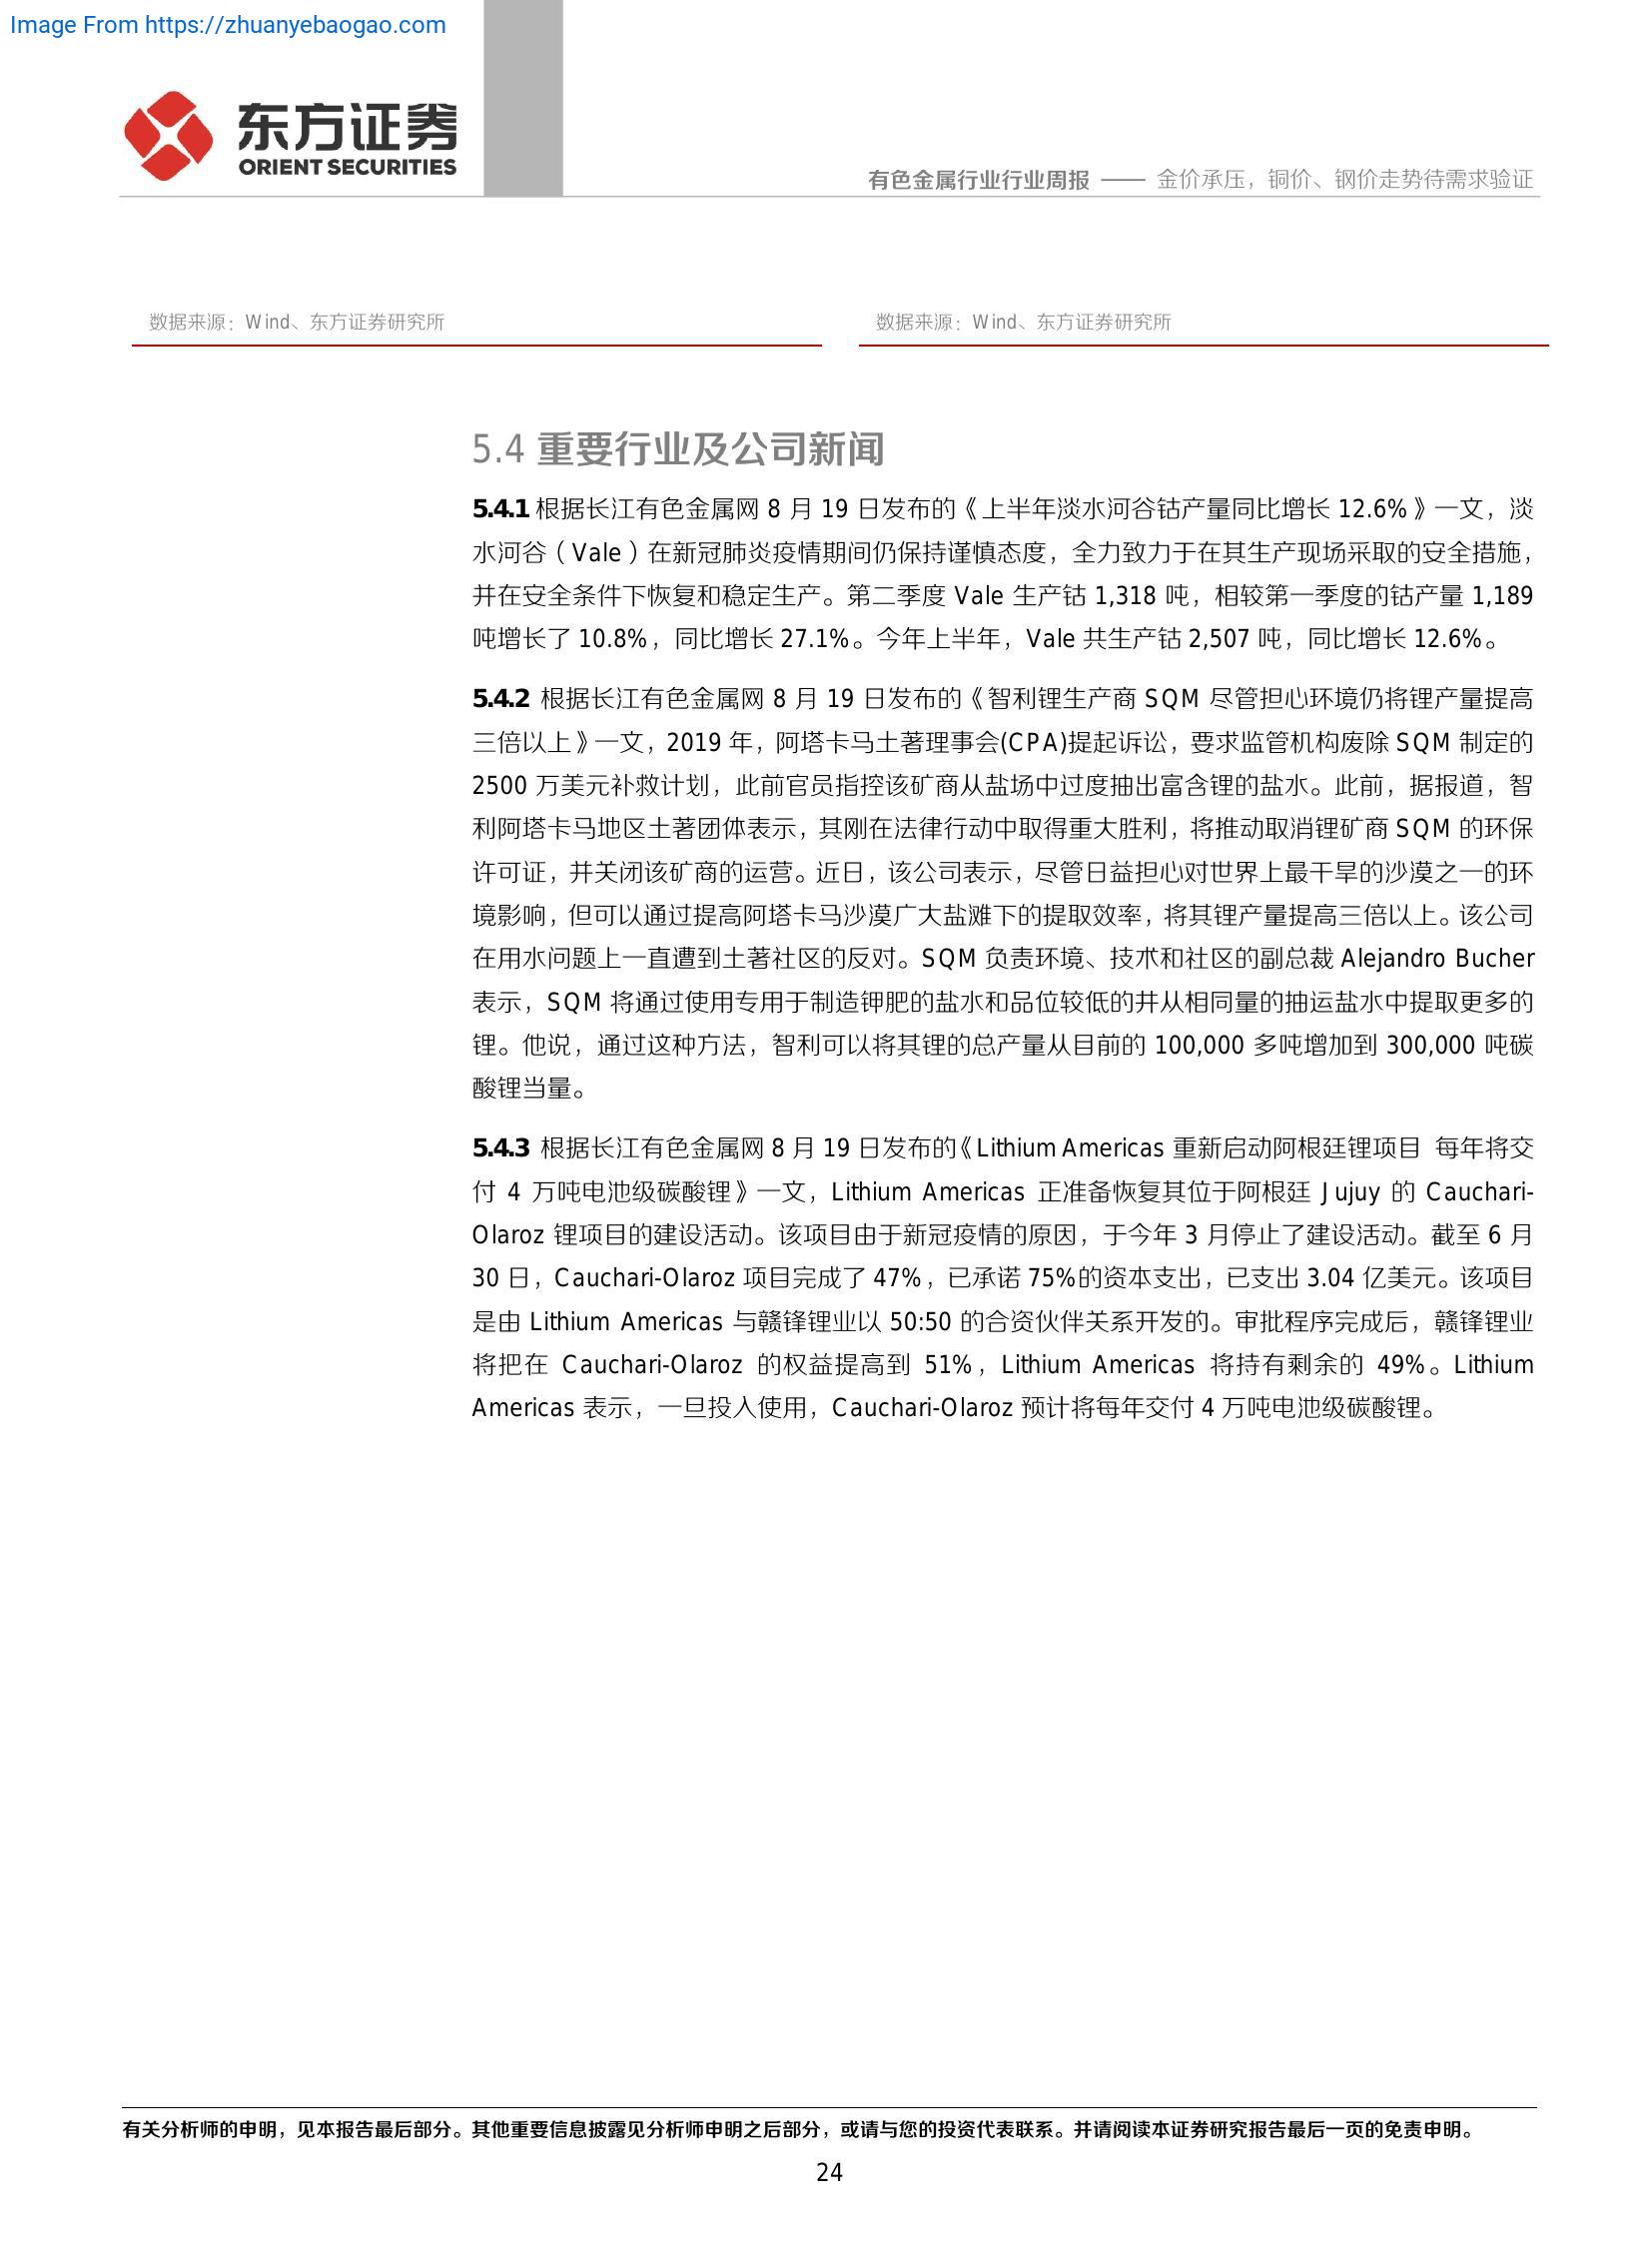 Image From https://zhuanyebaogao.com
东方证券
ORIENT SECURITIES
有色金属行业行业周报 —— 金价承压，铜价、钢价走势待需求验证
数据来源：Wind、东方证券研究所
数据来源：Wind、东方证券研究所
5.4 重要行业及公司新闻
5.4.1 根据长江有色金属网 8 月 19 日发布的《上半年淡水河谷钴产量同比增长 12.6%》一文，淡
水河谷（Vale）在新冠肺炎疫情期间仍保持谨慎态度，全力致力于在其生产现场采取的安全措施，
并在安全条件下恢复和稳定生产。第二季度 Vale 生产钴 1,318 吨，相较第一季度的钴产量 1,189
吨增长了 10.8%，同比增长 27.1%。今年上半年，Vale 共生产钴 2,507 吨，同比增长 12.6%。
5.4.2 根据长江有色金属网 8 月 19 日发布的《智利锂生产商 SQM 尽管担心环境仍将锂产量提高
三倍以上》一文，2019 年，阿塔卡马土著理事会(CPA)提起诉讼，要求监管机构废除 SQM 制定的
2500 万美元补救计划，此前官员指控该矿商从盐场中过度抽出富含锂的盐水。此前，据报道，智
利阿塔卡马地区土著团体表示，其刚在法律行动中取得重大胜利，将推动取消锂矿商 SQM 的环保
许可证，并关闭该矿商的运营。近日，该公司表示，尽管日益担心对世界上最干旱的沙漠之一的环
境影响，但可以通过提高阿塔卡马沙漠广大盐滩下的提取效率，将其锂产量提高三倍以上。该公司
在用水问题上一直遭到土著社区的反对。SQM 负责环境、技术和社区的副总裁 Alejandro Bucher
表示，SQM 将通过使用专用于制造钾肥的盐水和品位较低的井从相同量的抽运盐水中提取更多的
锂。他说，通过这种方法，智利可以将其锂的总产量从目前的 100,000 多吨增加到 300,000 吨碳
酸锂当量。
5.4.3 根据长江有色金属网 8 月 19 日发布的《Lithium Americas 重新启动阿根廷锂项目 每年将交
付 4 万吨电池级碳酸锂》一文，Lithium Americas 正准备恢复其位于阿根廷 Jujuy 的 Cauchari-
Olaroz 锂项目的建设活动。该项目由于新冠疫情的原因，于今年 3 月停止了建设活动。截至 6 月
30 日，Cauchari-Olaroz 项目完成了 47%，已承诺 75%的资本支出，已支出 3.04 亿美元。该项目
是由 Lithium Americas 与赣锋锂业以 50:50 的合资伙伴关系开发的。审批程序完成后，赣锋锂业
将把在 Cauchari-Olaroz 的权益提高到 51%，Lithium Americas 将持有剩余的 49%。Lithium
Americas 表示，一旦投入使用，Cauchari-Olaroz 预计将每年交付 4 万吨电池级碳酸锂。
有关分析师的申明，见本报告最后部分。其他重要信息披露见分析师申明之后部分，或请与您的投资代表联系。并请阅读本证券研究报告最后一页的免责申明。
24